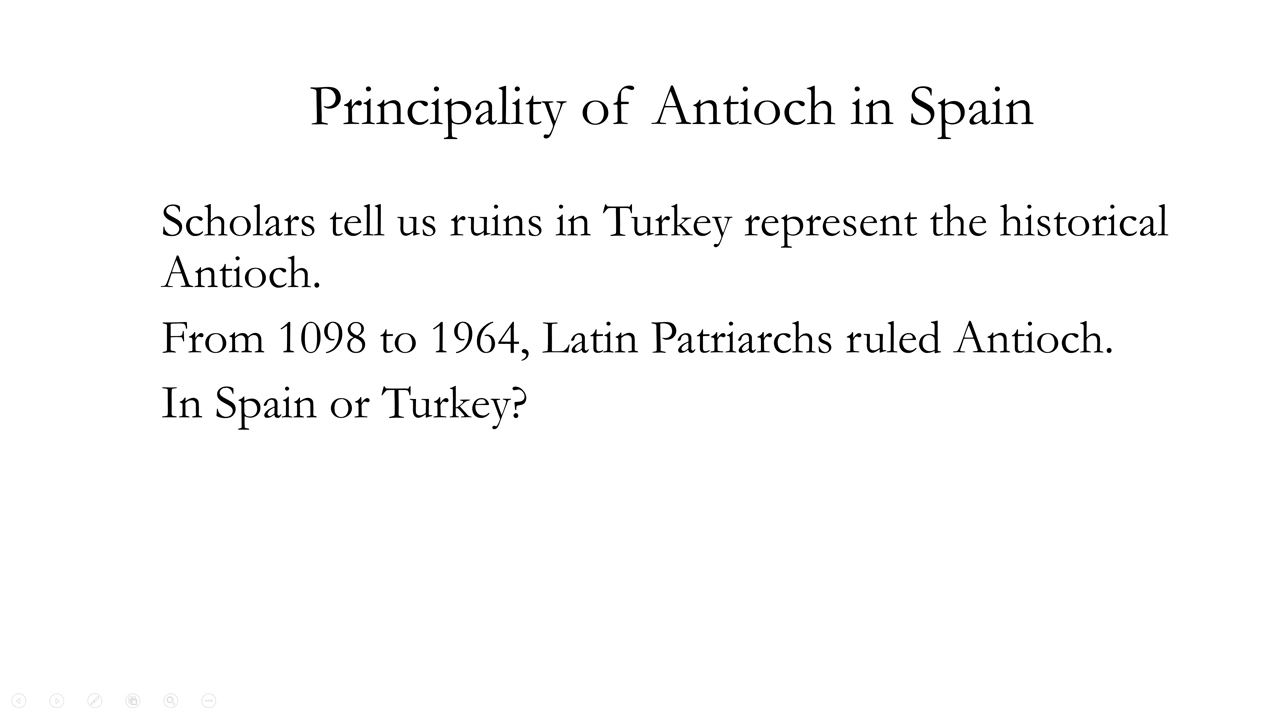 Principality of Antioch in Spain
Scholars tell us ruins in Turkey represent the historical
Antioch.
From 1098 to 1964, Latin Patriarchs ruled Antioch.
In Spain or Turkey?